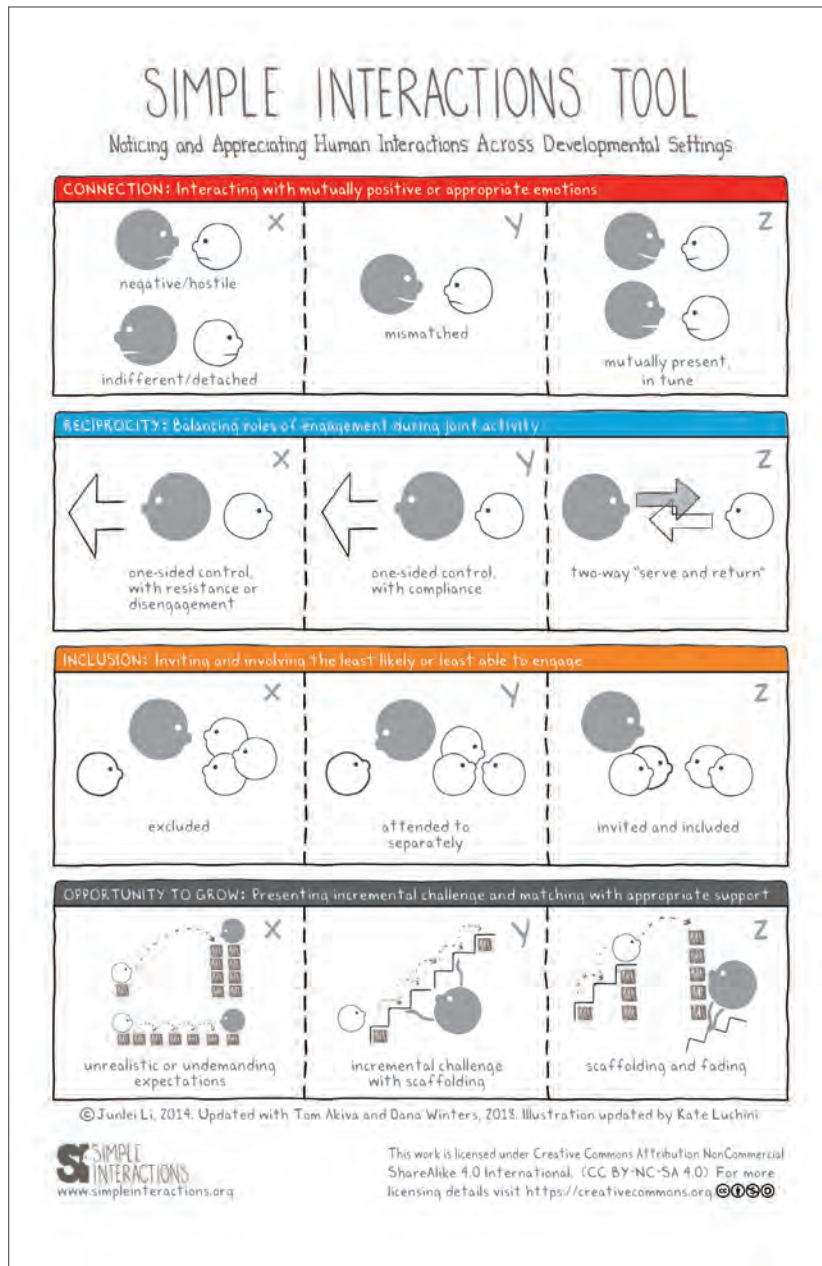 SIMPLE INTERACTIONS TOOL
Noticing and Appreciating Human Interactions Across Developmental Settings
CONNECTION: Interacting with mutually positive or appropriate emotions
X
negative/hostile
indifferent/detached
Y
mismatched
Z
mutually present,
in tune
RECIPROCITY: Balancing roles of engagement during joint activity
X
one-sided control,
with resistance or
disengagement
Y
one-sided control,
with compliance
Z
two-way "serve and return"
INCLUSION: Inviting and involving the least likely or least able to engage
X
excluded
Y
attended to
separately
Z
invited and included
OPPORTUNITY TO GROW: Presenting incremental challenge and matching with appropriate support
X
unrealistic or undemanding
expectations
Y
incremental challenge
with scaffolding
Z
scaffolding and fading
© Junlei Li, 2014. Updated with Tom Akiva and Dana Winters, 2018. Illustration updated by Kate Luchini
Si SIMPLE
INTERACTIONS
www.simpleinteractions.org
This work is licensed under Creative Commons Attribution NonCommercial
ShareAlike 4.0 International. (CC BY-NC-SA 4.0) For more
licensing details visit https://creativecommons.org/